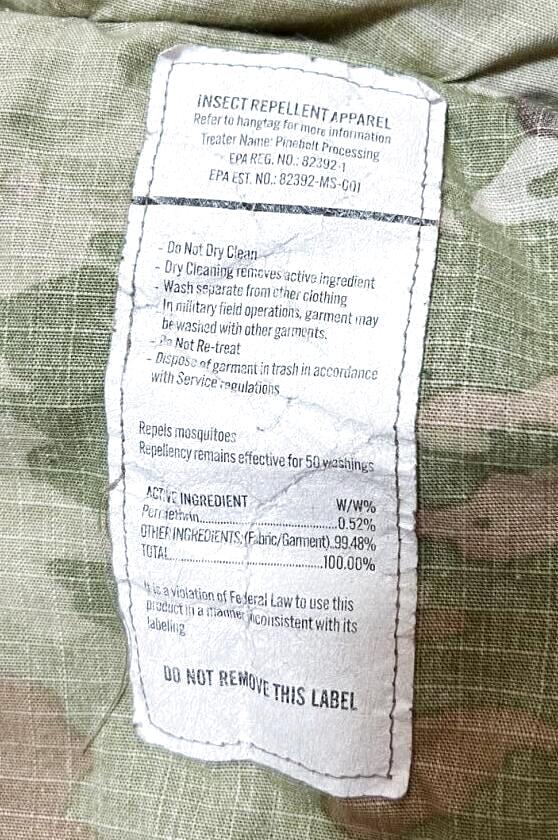 INSECT REPELLENT APPAREL
Refer to hangtag for more information
Treater Name: Pinebelt Processing
EPA REG. NO.: 82392-1
EPA EST. NO.: 82392-MS-001
- Do Not Dry Clean
- Dry Cleaning removes active ingredient
- Wash separate from other clothing
In military field operations, garment may
be washed with other garments.
- Do Not Re-treat
- Dispose of garment in trash in accordance
with Service regulations
Repels mosquitoes
Repellency remains effective for 50 washings
ACTIVE INGREDIENT W/W%
Permethrin..............................0.52%
OTHER INGREDIENTS:(Fabric/Garment)..99.48%
TOTAL.................................100.00%
It is a violation of Federal Law to use this
product in a manner inconsistent with its
labeling
DO NOT REMOVE THIS LABEL